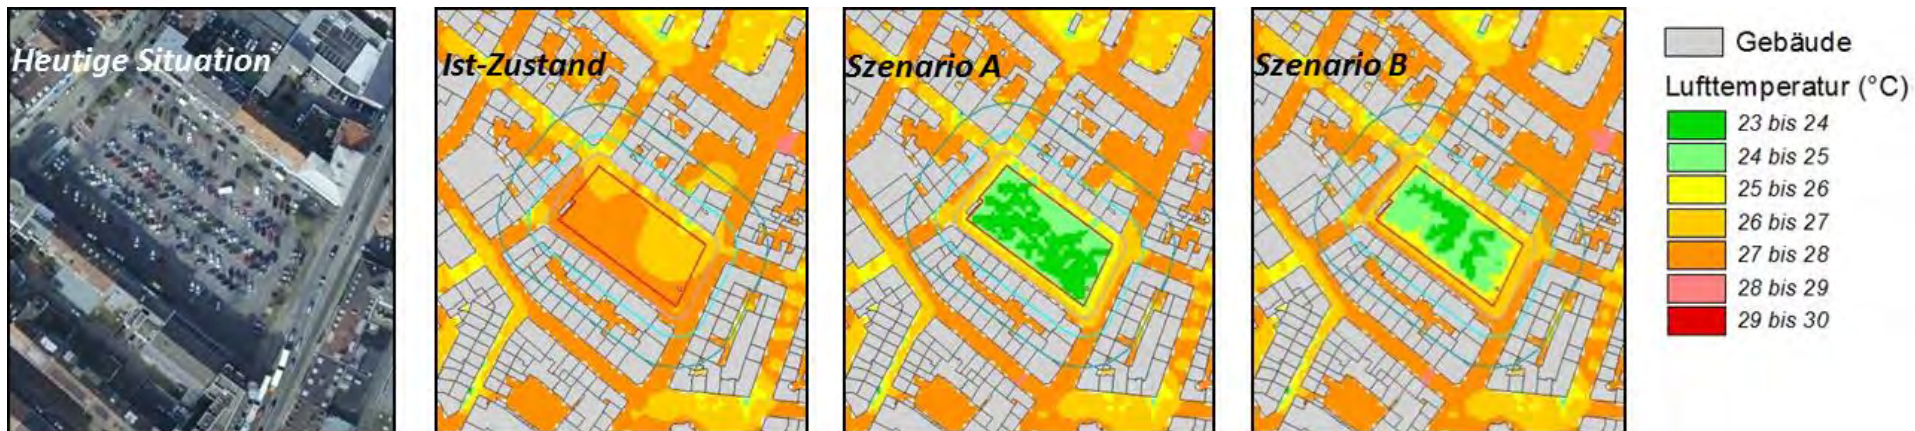 Heutige Situation
Ist-Zustand
Szenario A
Szenario B
Gebäude
Lufttemperatur (°C)
23 bis 24
24 bis 25
25 bis 26
26 bis 27
27 bis 28
28 bis 29
29 bis 30